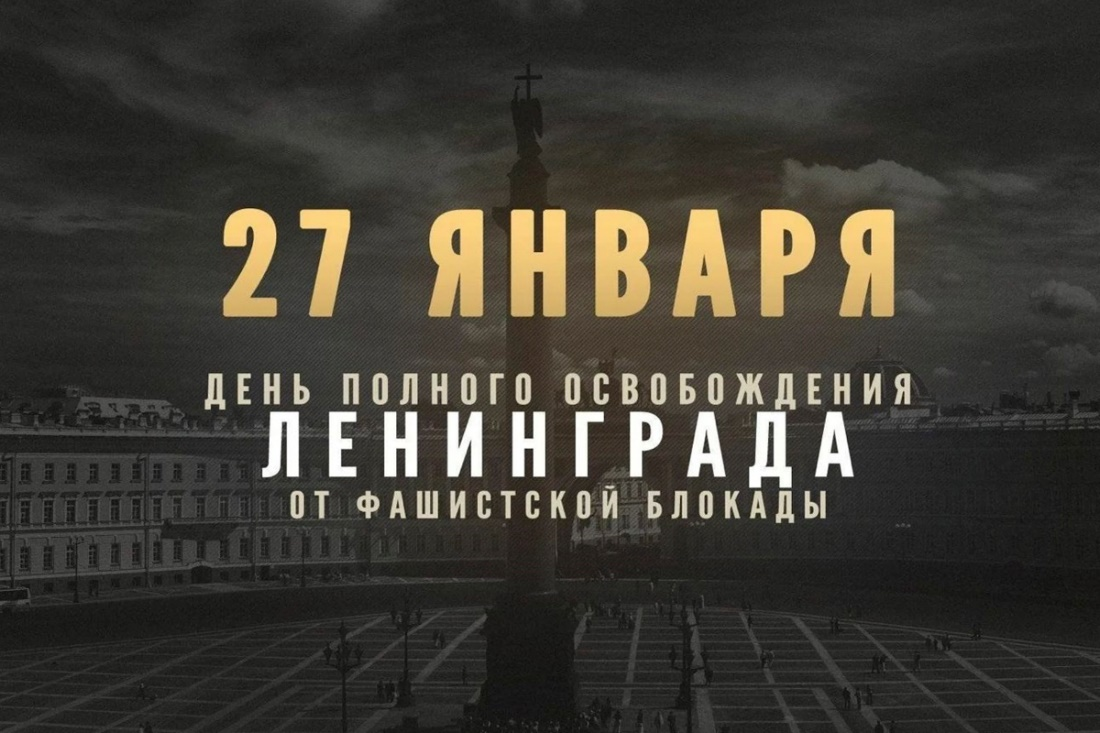 27 ЯНВАРЯ
ДЕНЬ ПОЛНОГО ОСВОБОЖДЕНИЯ
ЛЕНИНГРАДА
ОТ ФАШИСТСКОЙ БЛОКАДЫ